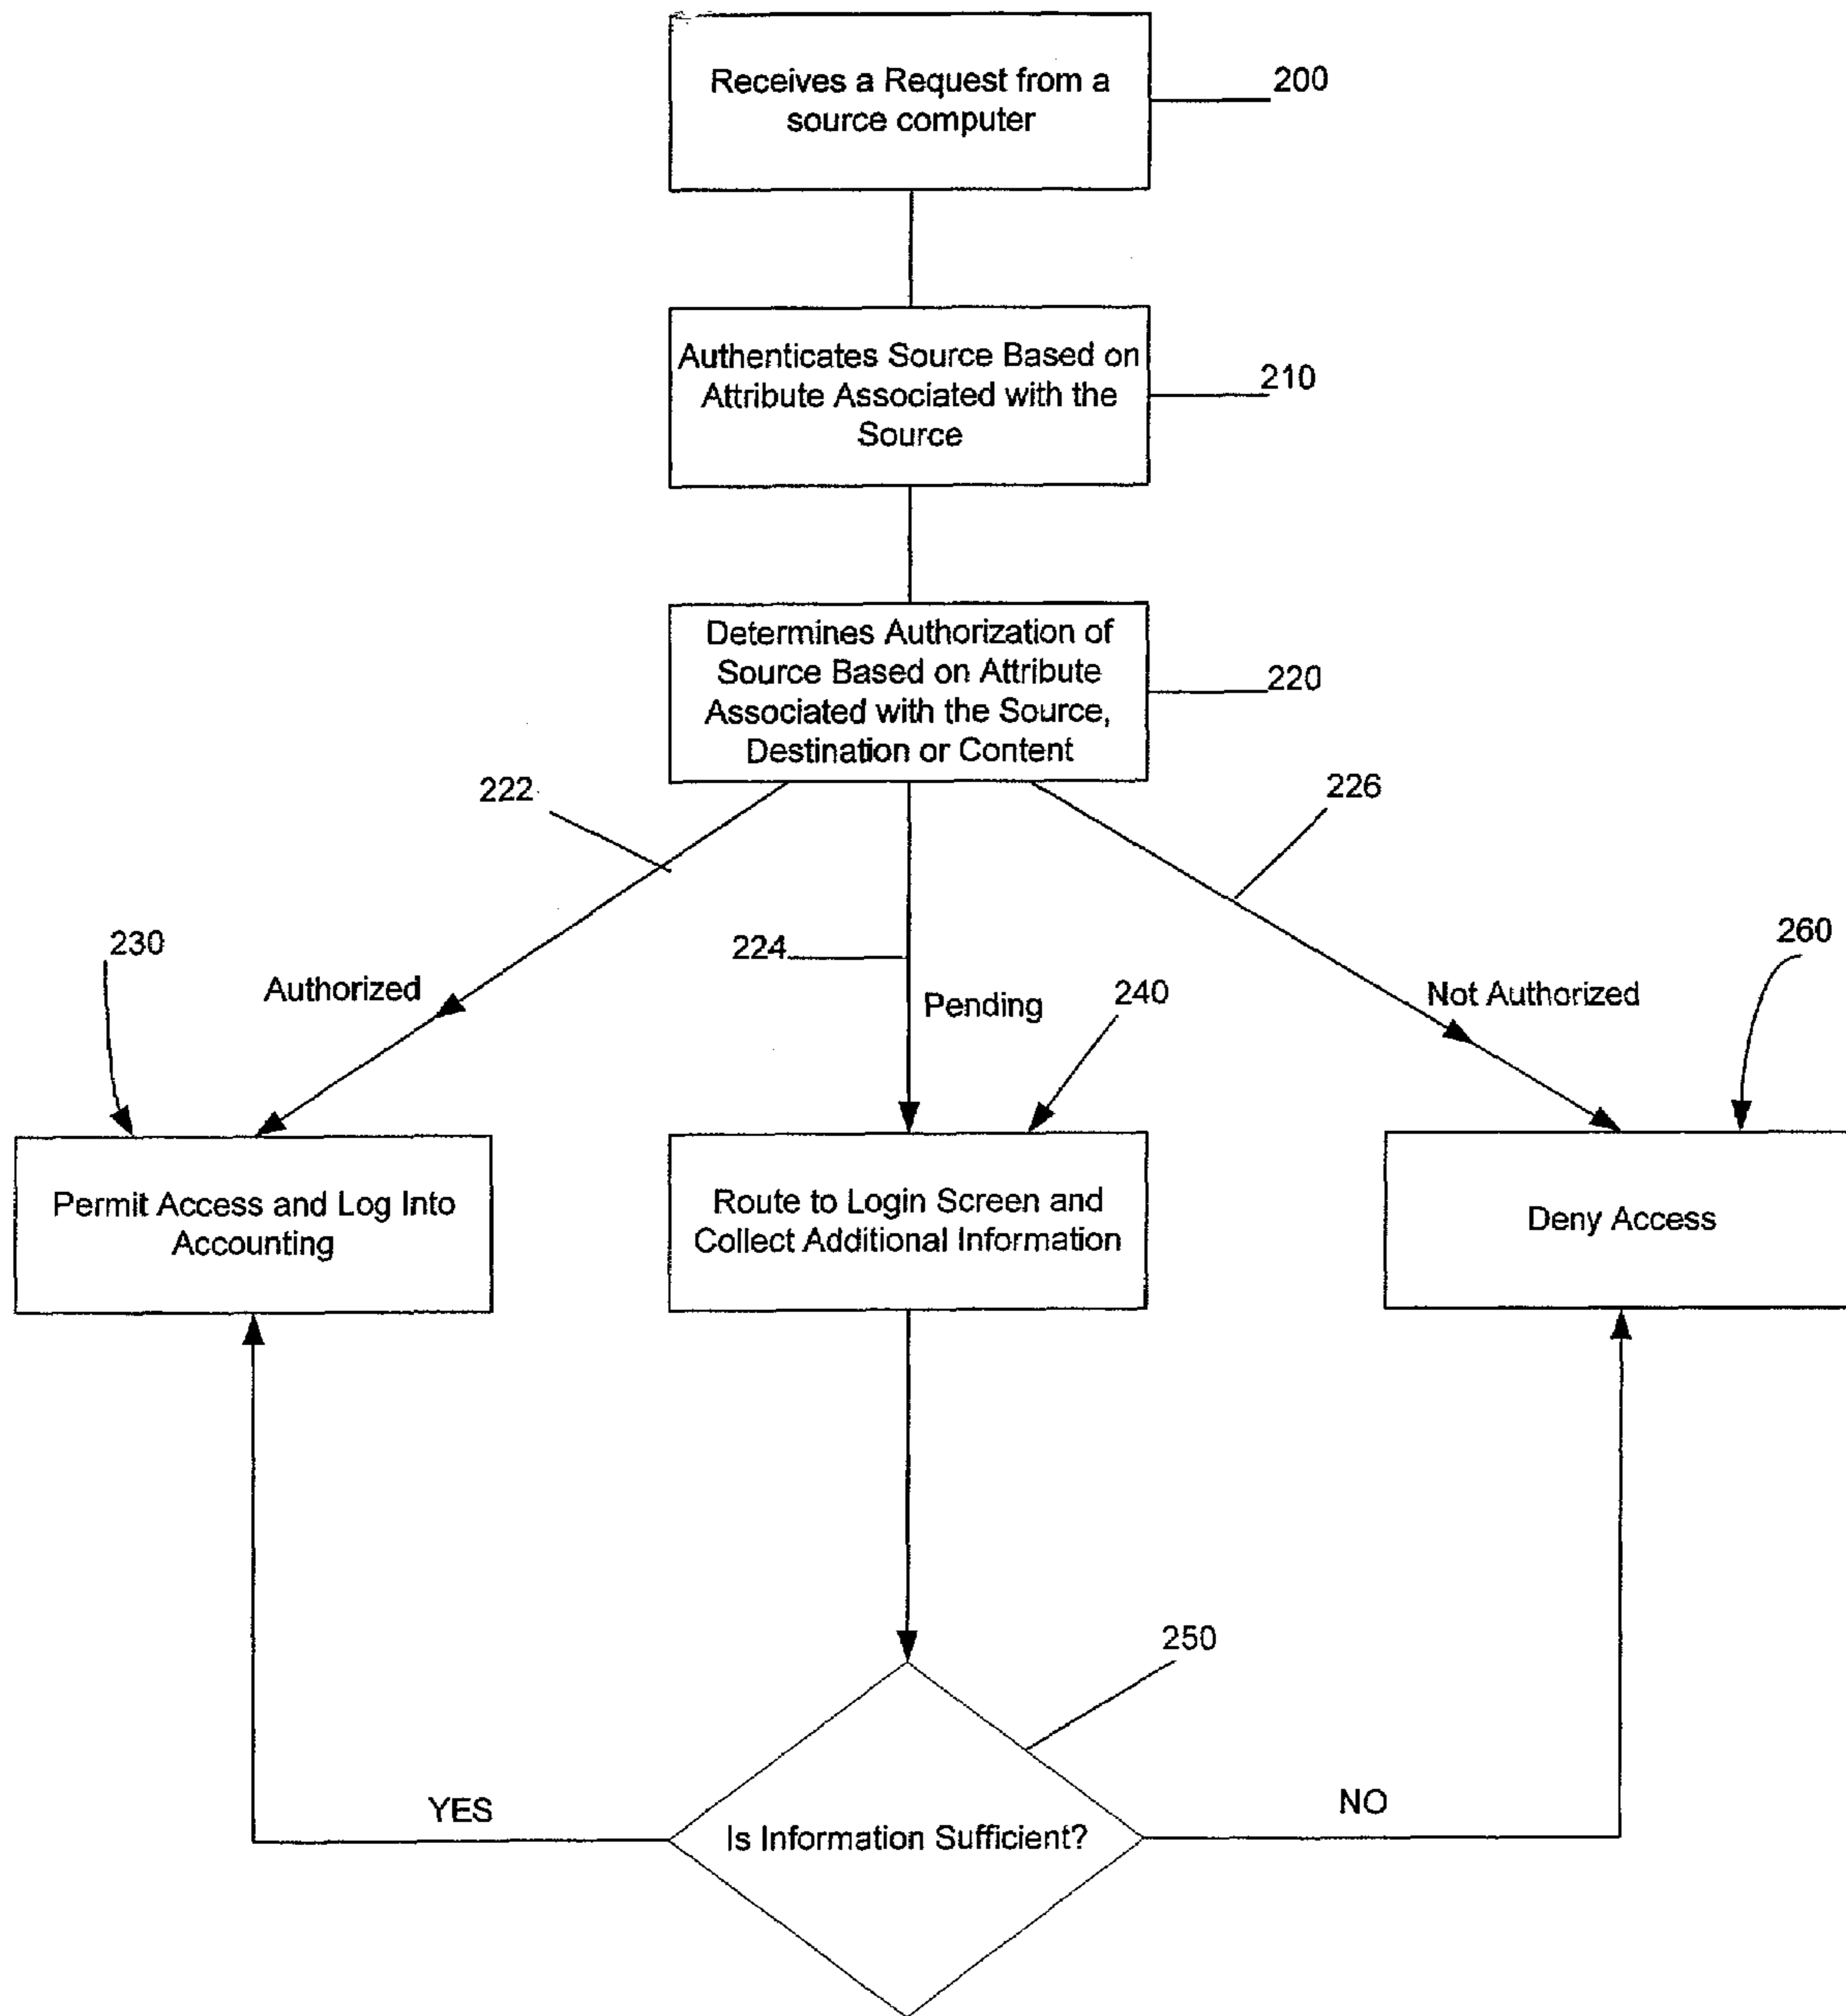 Receives a Request from a
source computer
200
Authenticates Source Based on
Attribute Associated with the
Source
210
Determines Authorization of
Source Based on Attribute
Associated with the Source,
Destination or Content
220
222
226
230
224
260
Authorized
Pending
240
Not Authorized
Permit Access and Log Into
Accounting
Route to Login Screen and
Collect Additional Information
Deny Access
250
YES
Is Information Sufficient?
NO